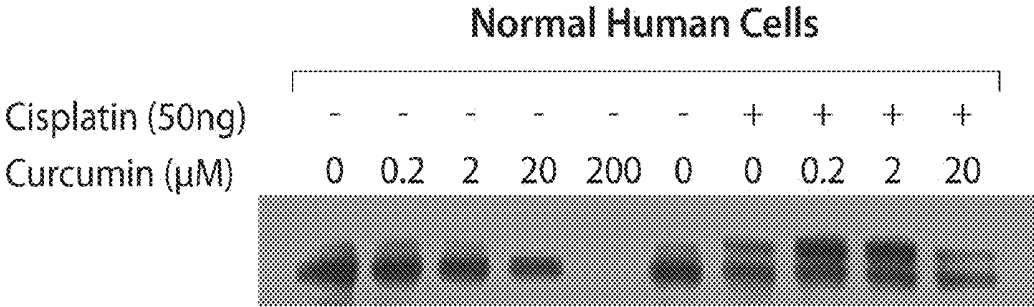 Normal Human Cells
Cisplatin (50ng) - - - - - - + + + +
Curcumin (µM) 0 0.2 2 20 200 0 0 0.2 2 20